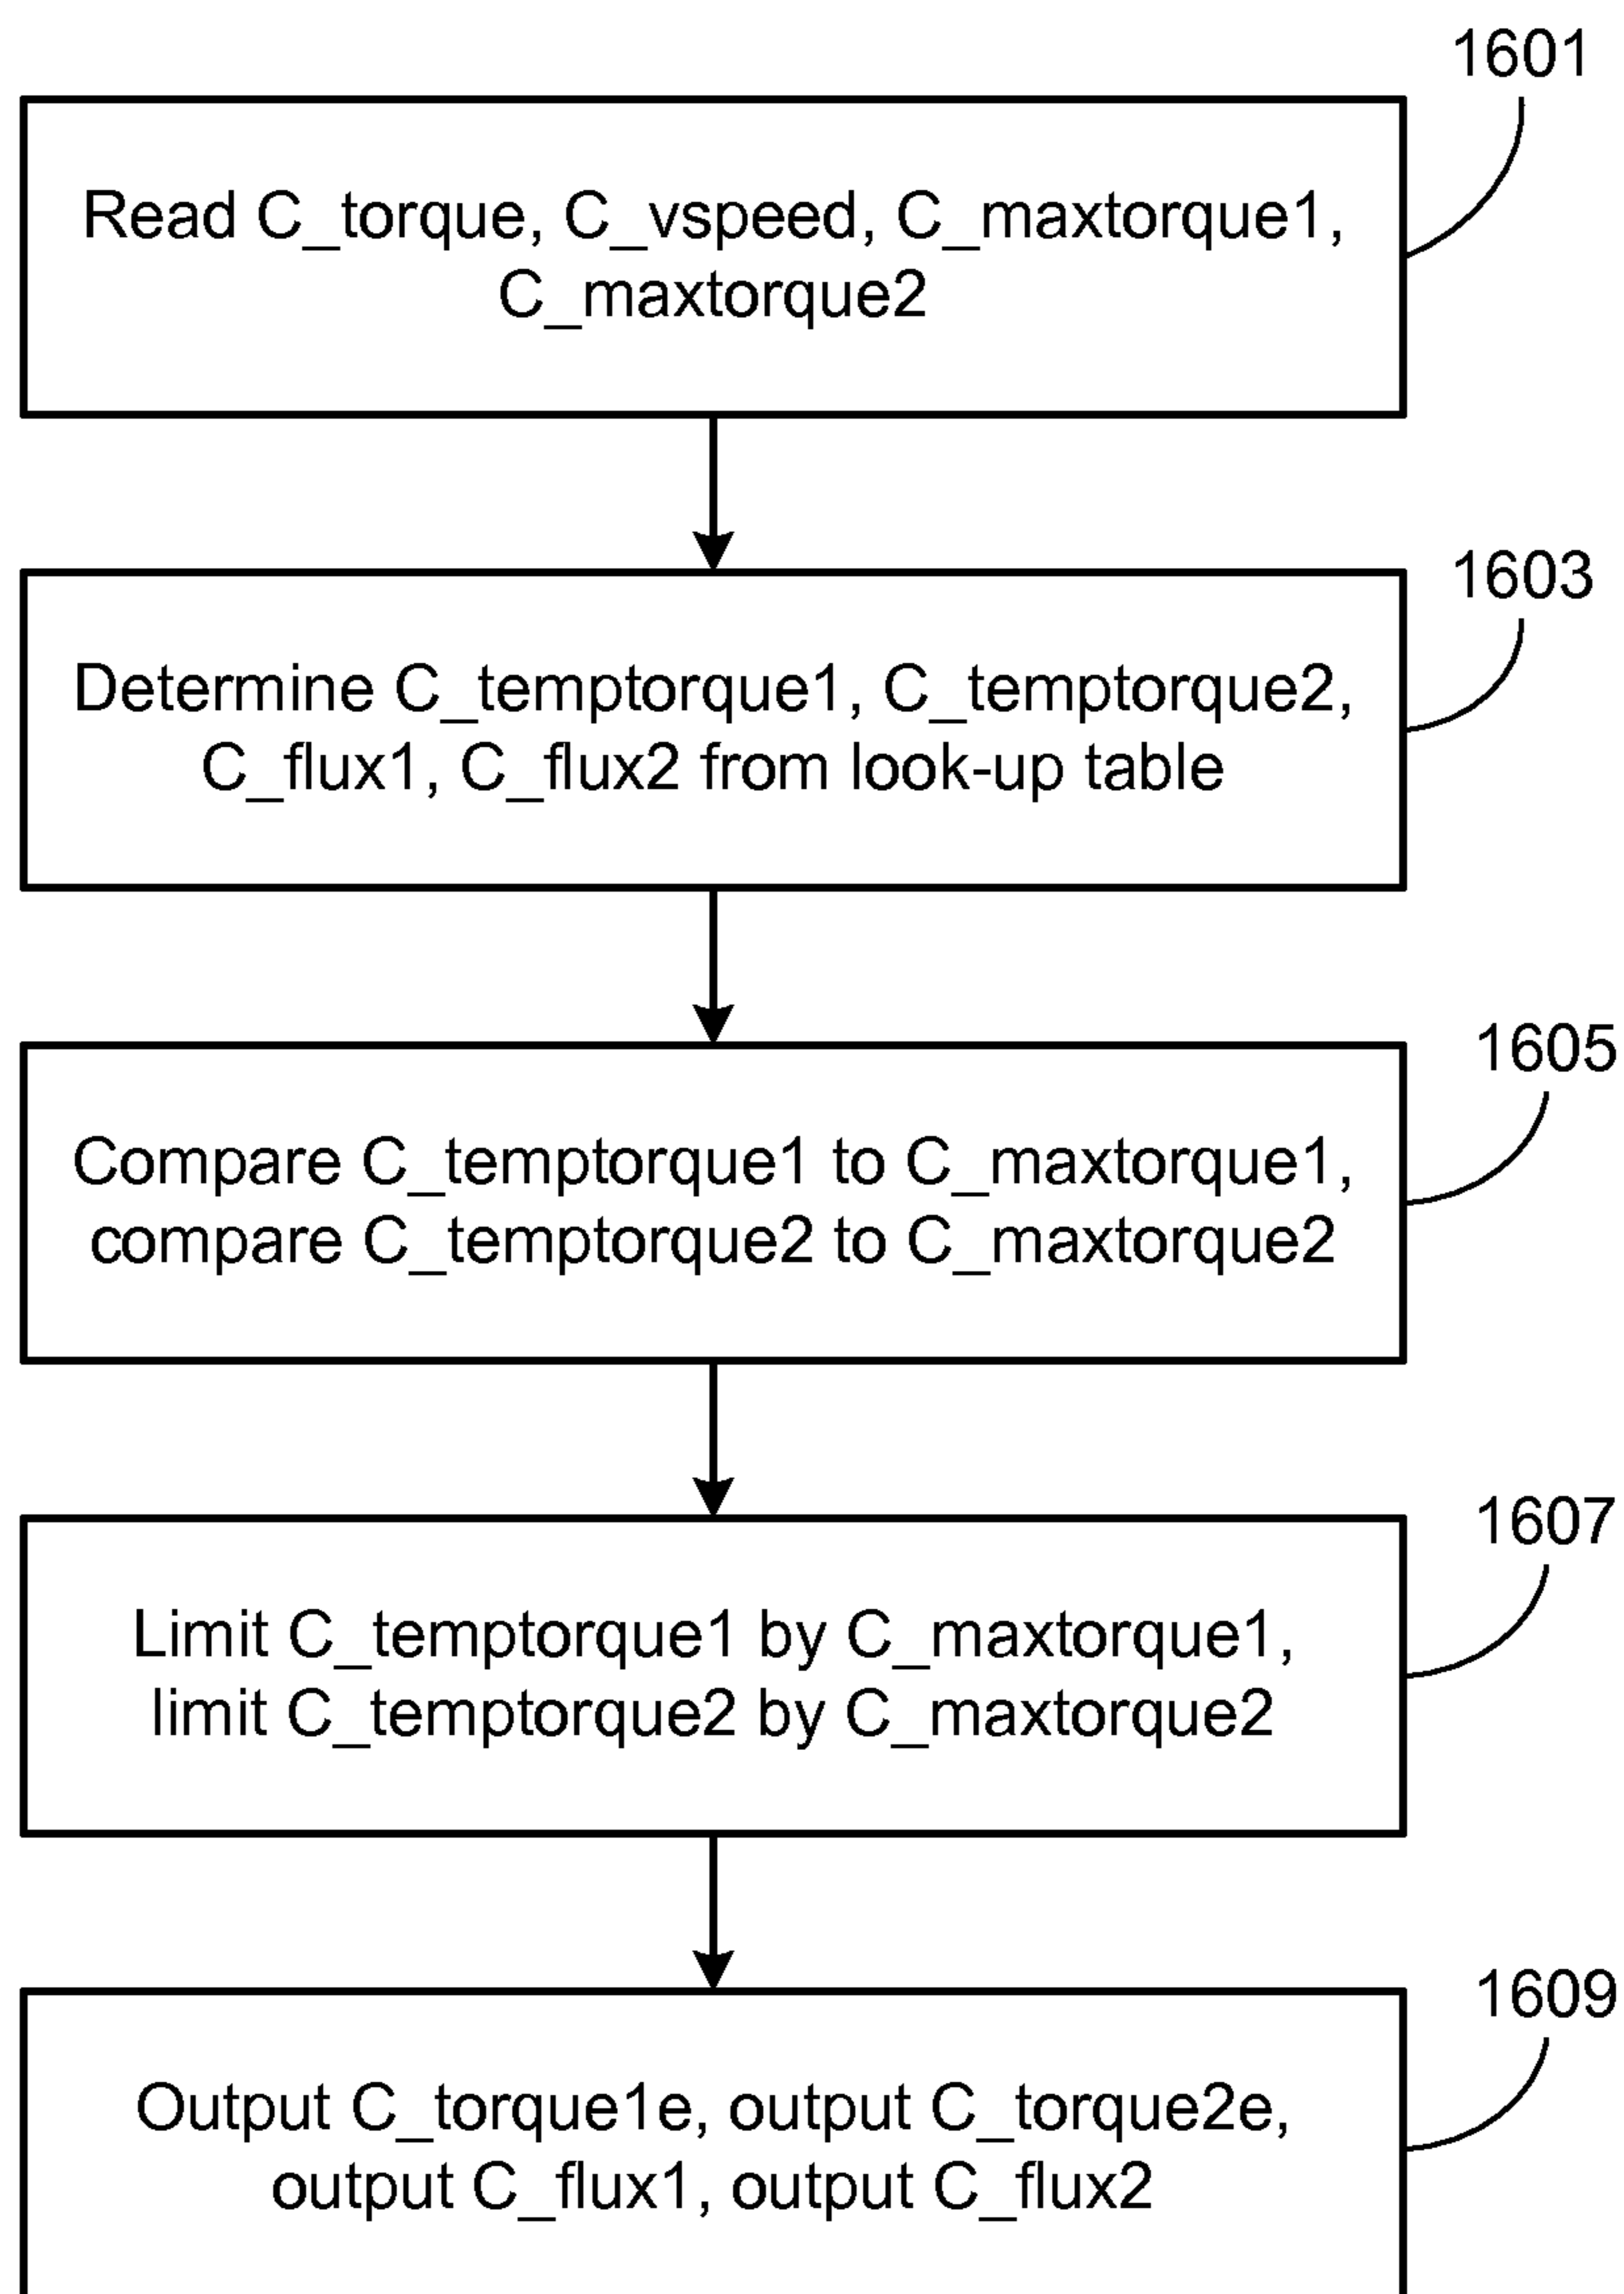 1601
Read C_torque, C_vspeed, C_maxtorque1,
C_maxtorque2
1603
Determine C_temptorque1, C_temptorque2,
C_flux1, C_flux2 from look-up table
1605
Compare C_temptorque1 to C_maxtorque1,
compare C_temptorque2 to C_maxtorque2
1607
Limit C_temptorque1 by C_maxtorque1,
limit C_temptorque2 by C_maxtorque2
1609
Output C_torque1e, output C_torque2e,
output C_flux1, output C_flux2